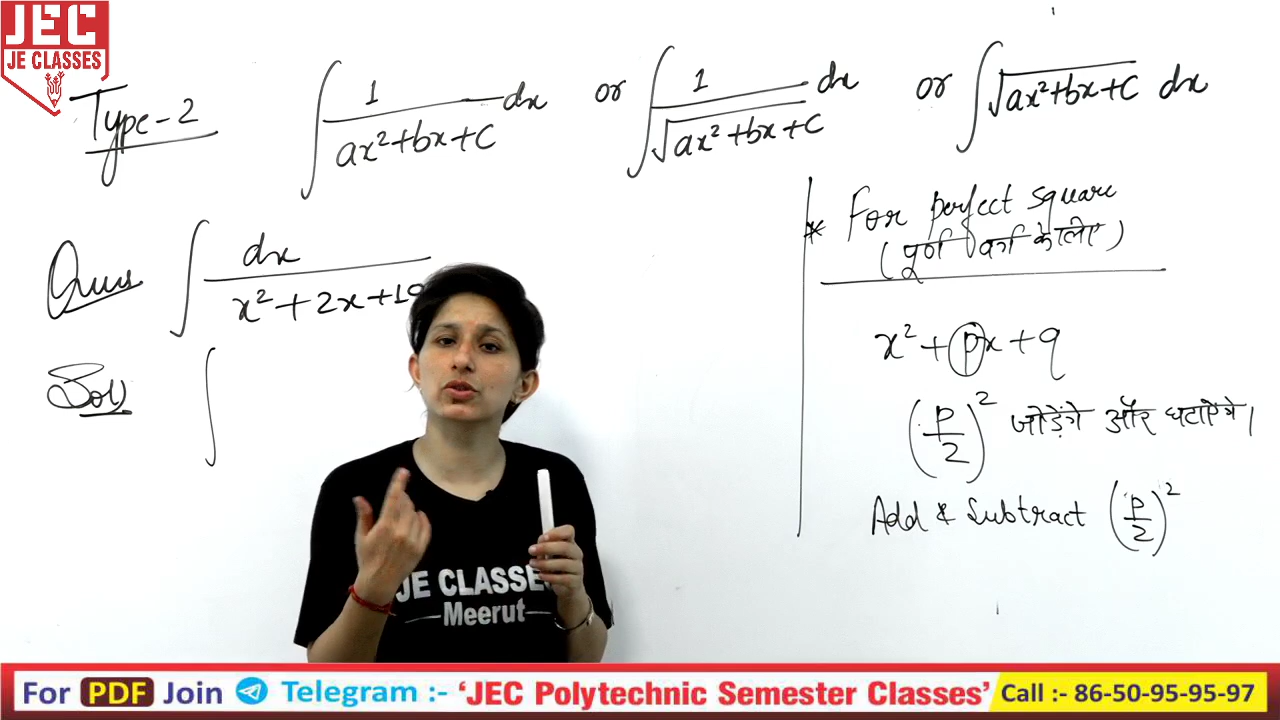 JEC
JE CLASSES
Type-2 ∫ 1/(ax²+bx+C) dx or ∫ 1/√(ax²+bx+C) dx or ∫ √(ax²+bx+C) dx
* For perfect square
(पूर्ण वर्ग के लिए)
Ques ∫ dx/(x²+2x+10
Sol) ∫
x²+px+q
(p/2)² जोड़ेंगे और घटाएंगे।
Add & Subtract (p/2)²
JE CLASSE
Meerut
For PDF Join Telegram :- 'JEC Polytechnic Semester Classes' Call :- 86-50-95-95-97